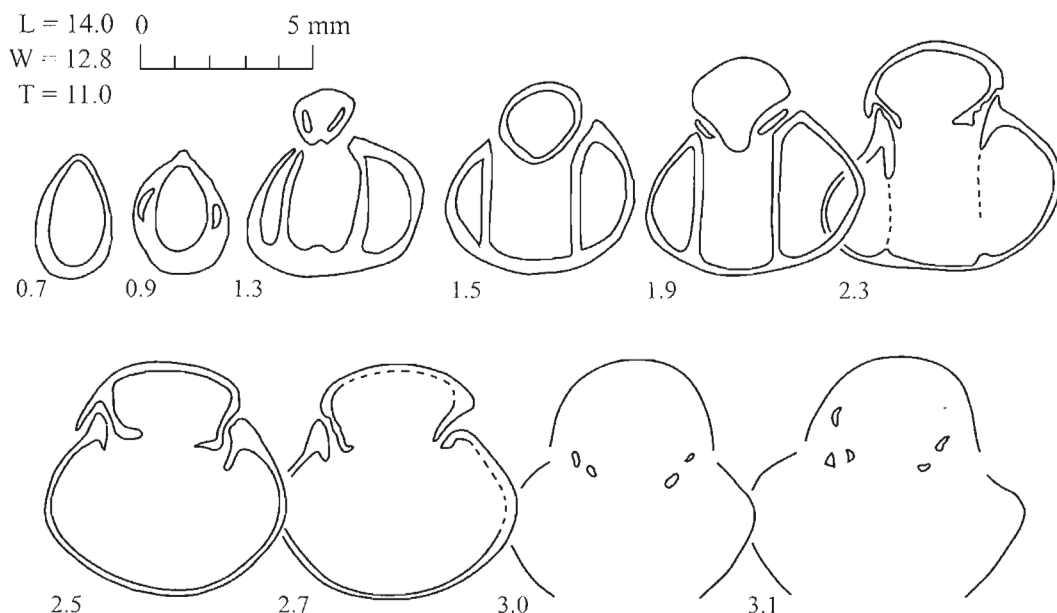 L = 14.0
W = 12.8
T = 11.0
0 5 mm
0.7 0.9 1.3 1.5 1.9 2.3
2.5 2.7 3.0 3.1